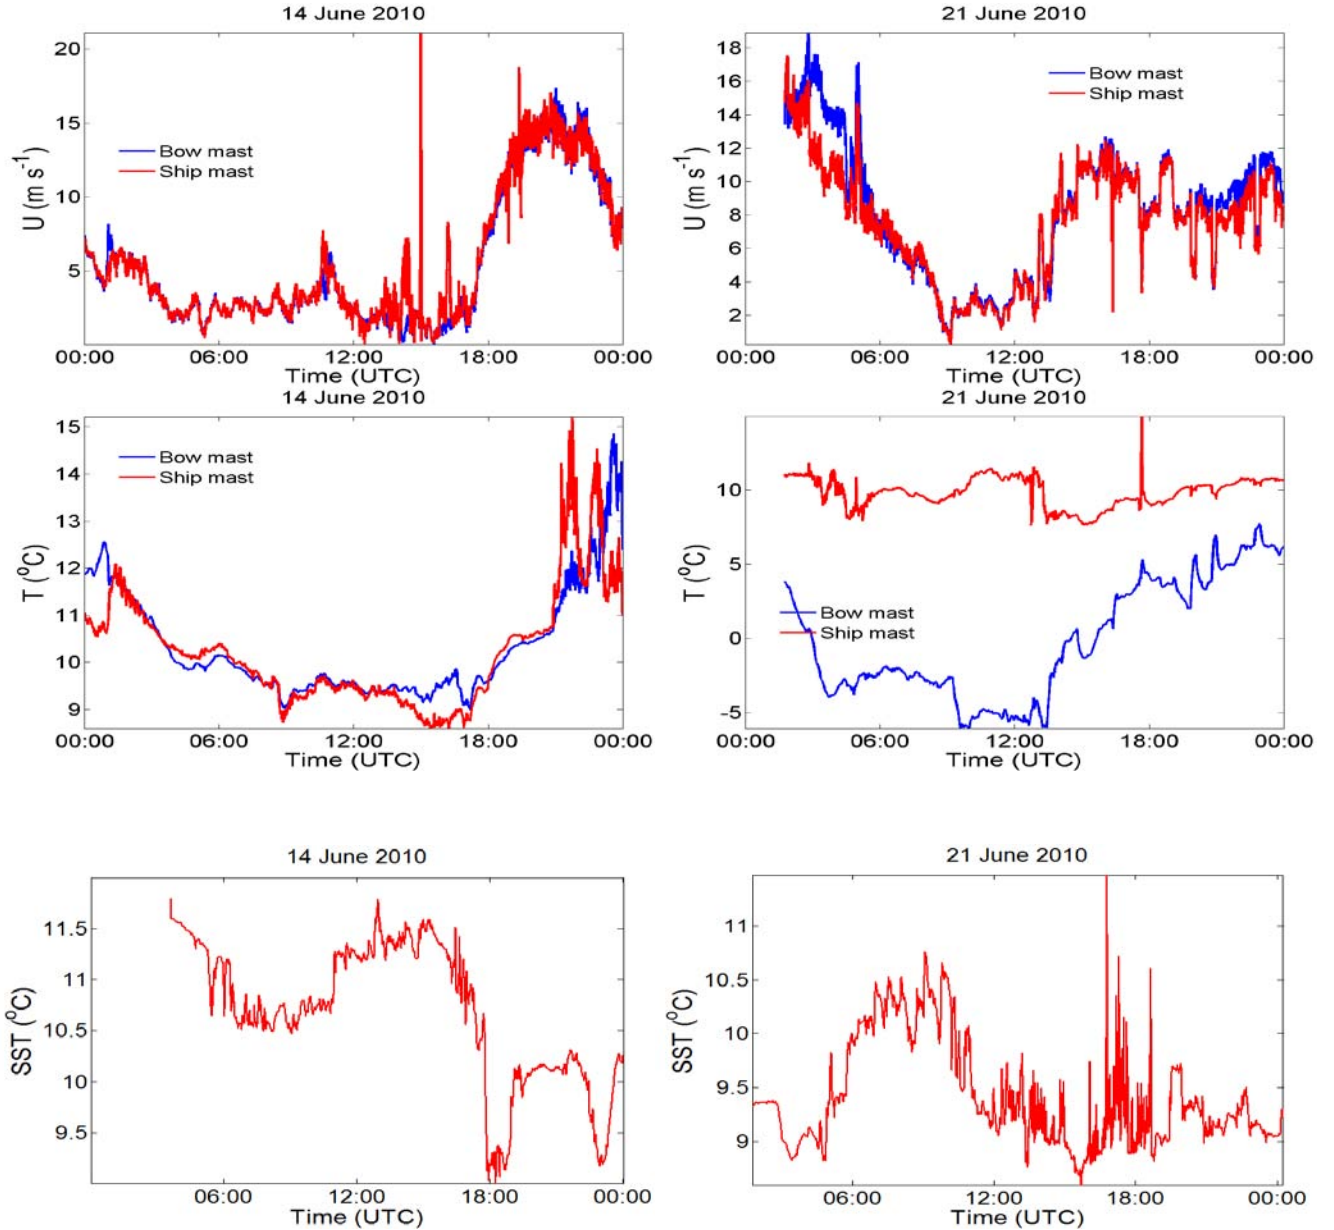 14 June 2010
20
15
10
5
U (m s-1)
Bow mast
Ship mast
00:00 06:00 12:00 18:00 00:00
Time (UTC)
21 June 2010
18
16
14
12
10
8
6
4
2
U (m s-1)
Bow mast
Ship mast
00:00 06:00 12:00 18:00 00:00
Time (UTC)
14 June 2010
15
14
13
12
11
10
9
T (⁰C)
Bow mast
Ship mast
00:00 06:00 12:00 18:00 00:00
Time (UTC)
21 June 2010
10
5
0
-5
T (⁰C)
Bow mast
Ship mast
00:00 06:00 12:00 18:00 00:00
Time (UTC)
14 June 2010
11.5
11
10.5
10
9.5
SST (⁰C)
06:00 12:00 18:00 00:00
Time (UTC)
21 June 2010
11
10.5
10
9.5
9
SST (⁰C)
06:00 12:00 18:00 00:00
Time (UTC)